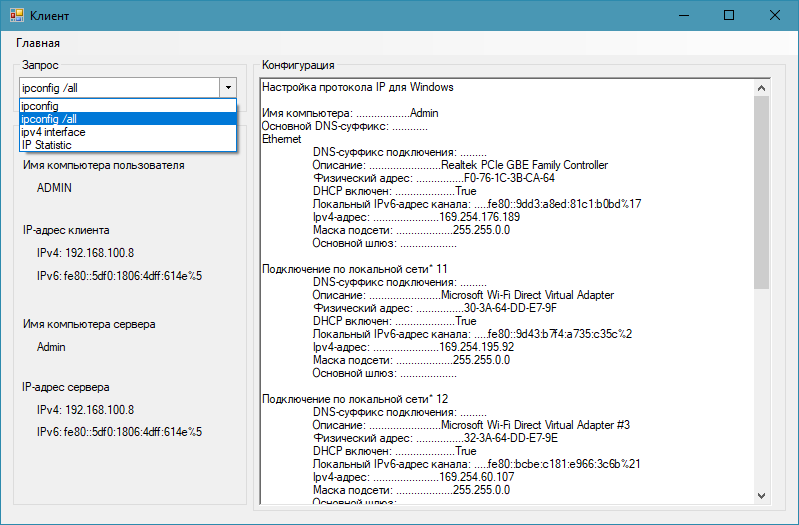 Клиент
Главная
Запрос
ipconfig /all
ipconfig
ipconfig /all
ipv4 interface
IP Statistic
Имя компьютера пользователя
ADMIN
IP-адрес клиента
IPv4: 192.168.100.8
IPv6: fe80::5df0:1806:4dff:614e%5
Имя компьютера сервера
Admin
IP-адрес сервера
IPv4: 192.168.100.8
IPv6: fe80::5df0:1806:4dff:614e%5
Конфигурация
Настройка протокола IP для Windows
Имя компьютера: ..................Admin
Основной DNS-суффикс: ............
Ethernet
DNS-суффикс подключения: .........
Описание: ........................Realtek PCIe GBE Family Controller
Физический адрес: ................F0-76-1C-3B-CA-64
DHCP включен: ....................True
Локальный IPv6-адрес канала: .....fe80::9dd3:a8ed:81c1:b0bd%17
Ipv4-адрес: ......................169.254.176.189
Маска подсети: ...................255.255.0.0
Основной шлюз: ...................
Подключение по локальной сети* 11
DNS-суффикс подключения: .........
Описание: ........................Microsoft Wi-Fi Direct Virtual Adapter
Физический адрес: ................30-3A-64-DD-E7-9F
DHCP включен: ....................True
Локальный IPv6-адрес канала: .....fe80::9d43:b7f4:a735:c35c%2
Ipv4-адрес: ......................169.254.195.92
Маска подсети: ...................255.255.0.0
Основной шлюз: ...................
Подключение по локальной сети* 12
DNS-суффикс подключения: .........
Описание: ........................Microsoft Wi-Fi Direct Virtual Adapter #3
Физический адрес: ................32-3A-64-DD-E7-9E
DHCP включен: ....................True
Локальный IPv6-адрес канала: .....fe80::bcbe:c181:e966:3c6b%21
Ipv4-адрес: ......................169.254.60.107
Маска подсети: ...................255.255.0.0
Основной шлюз: ...................